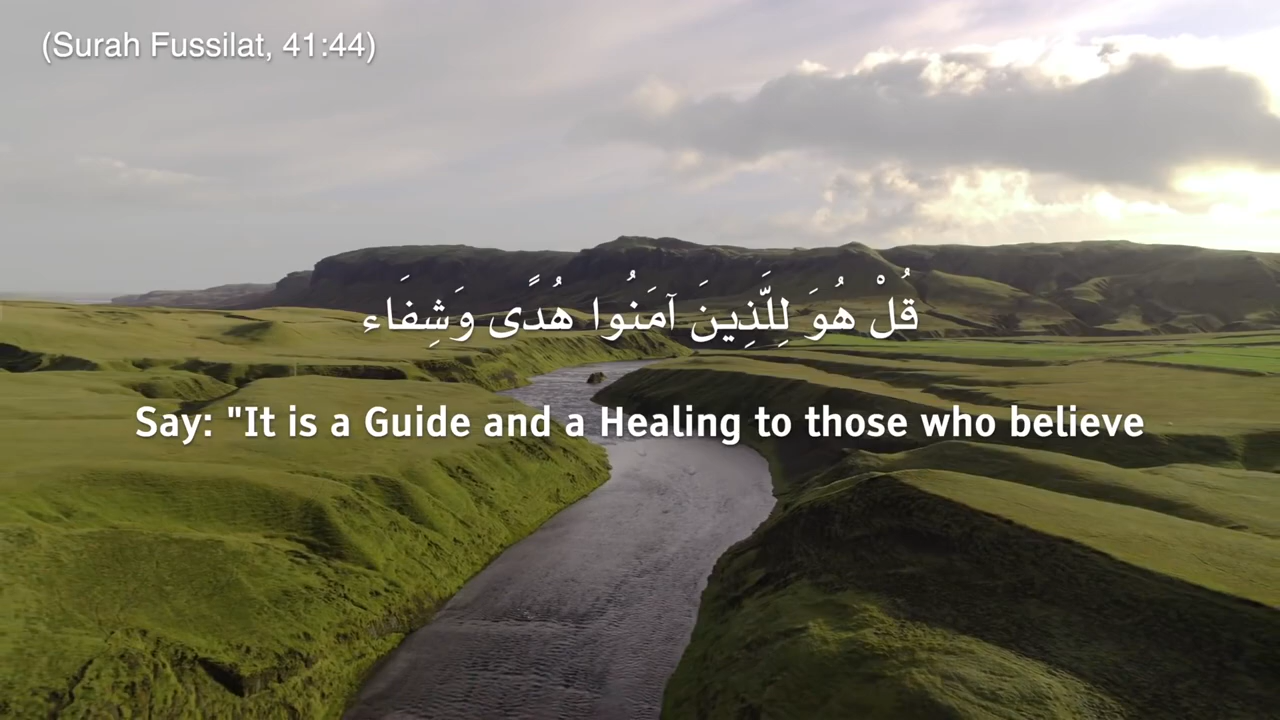 (Surah Fussilat, 41:44)
قُلْ هُوَ لِلَّذِينَ آمَنُوا هُدًى وَشِفَاء
Say: "It is a Guide and a Healing to those who believe